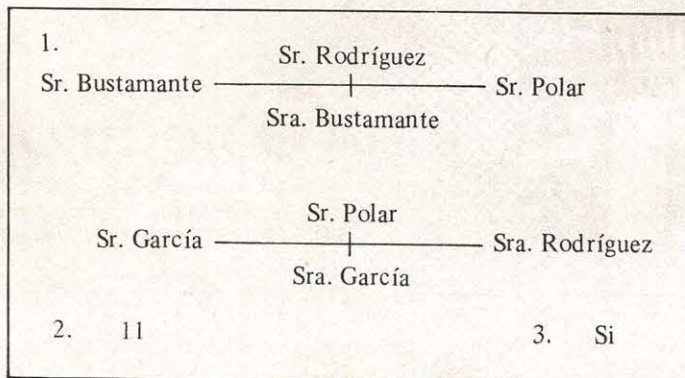 1.
Sr. Rodríguez
Sr. Bustamante Sr. Polar
Sra. Bustamante
Sr. Polar
Sr. García Sra. Rodríguez
Sra. García
2. 11 3. Si